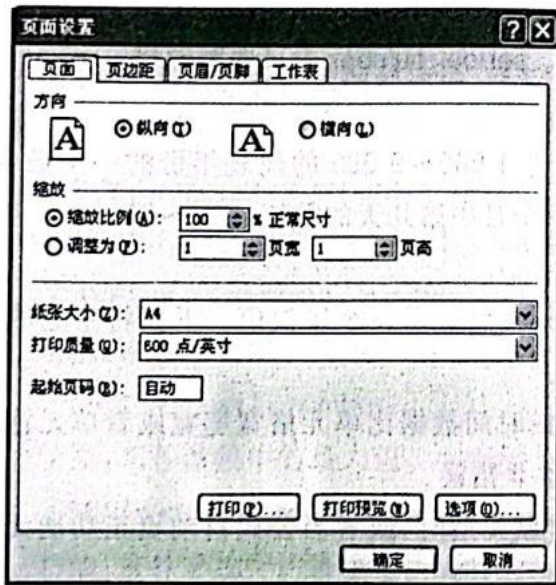 页面设置
页面 页边距 页眉/页脚 工作表
方向
A 纵向(T) A 横向(L)
缩放
缩放比例(A): 100 % 正常尺寸
调整为(F): 1 页宽 1 页高
纸张大小(Z): A4
打印质量(Q): 600 点/英寸
起始页码(R): 自动
打印(P)... 打印预览(W) 选项(O)...
确定 取消